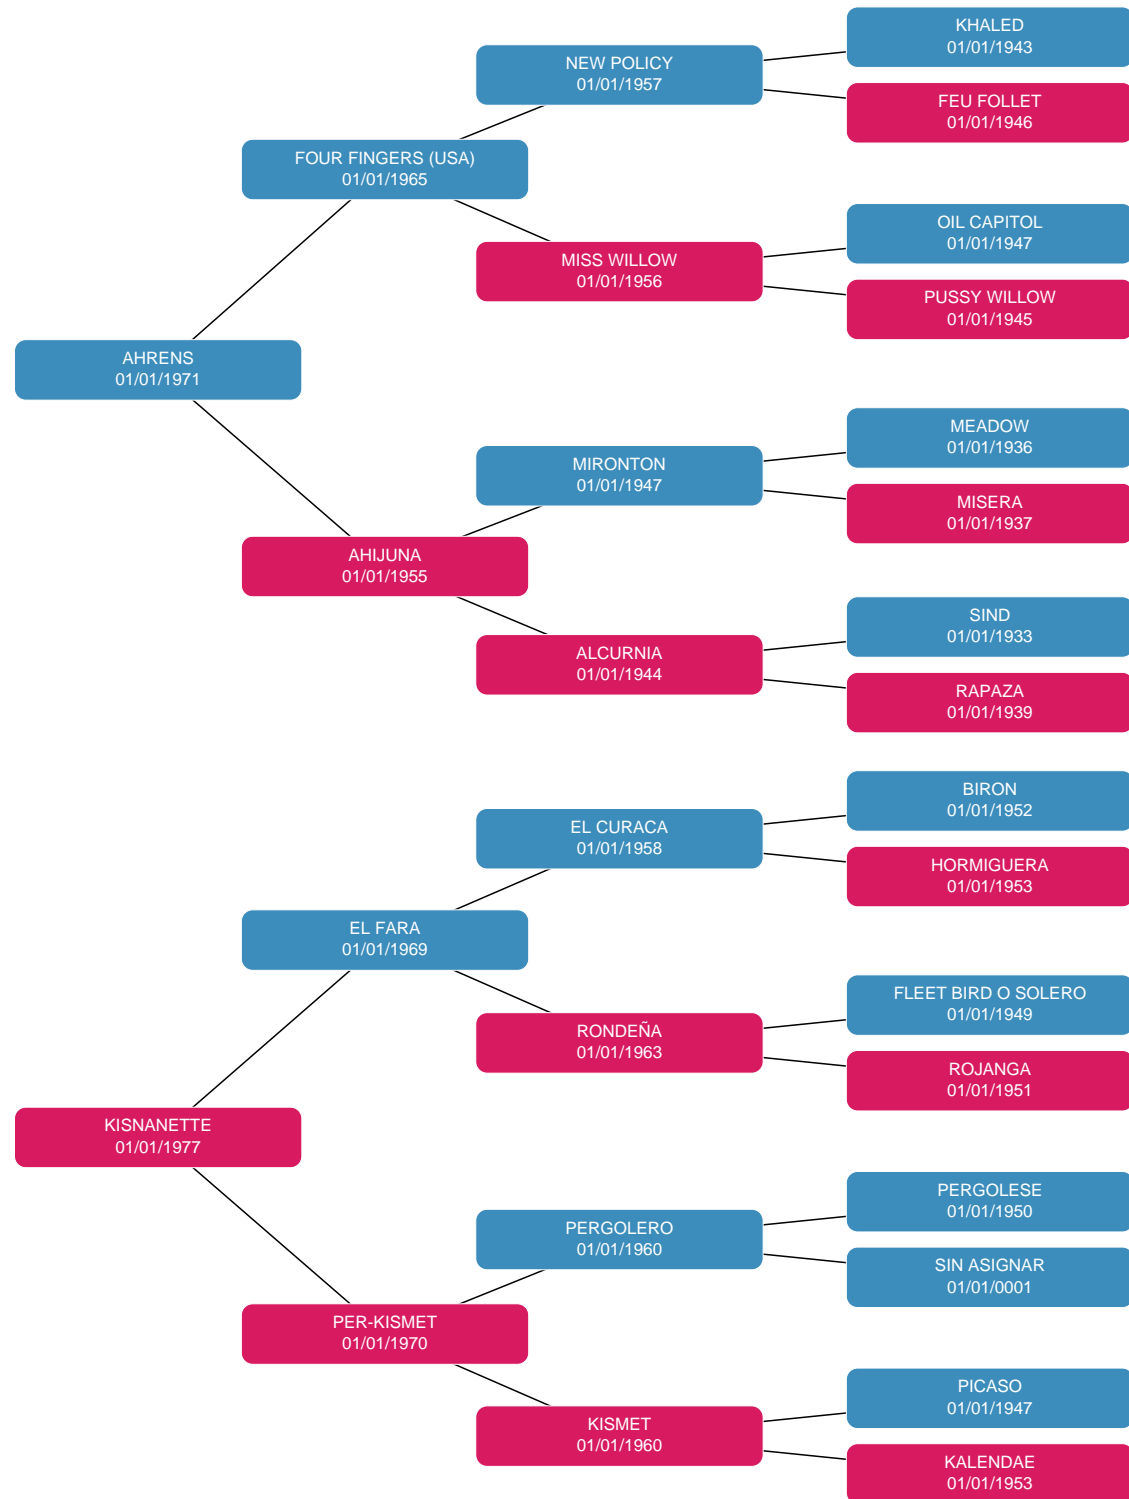 KHALED
01/01/1943
NEW POLICY
01/01/1957
FEU FOLLET
01/01/1946
FOUR FINGERS (USA)
01/01/1965
OIL CAPITOL
01/01/1947
MISS WILLOW
01/01/1956
PUSSY WILLOW
01/01/1945
AHRENS
01/01/1971
MEADOW
01/01/1936
MIRONTON
01/01/1947
MISERA
01/01/1937
AHIJUNA
01/01/1955
SIND
01/01/1933
ALCURNIA
01/01/1944
RAPAZA
01/01/1939
BIRON
01/01/1952
EL CURACA
01/01/1958
HORMIGUERA
01/01/1953
EL FARA
01/01/1969
FLEET BIRD O SOLERO
01/01/1949
RONDEÑA
01/01/1963
ROJANGA
01/01/1951
KISNANETTE
01/01/1977
PERGOLESE
01/01/1950
PERGOLERO
01/01/1960
SIN ASIGNAR
01/01/0001
PER-KISMET
01/01/1970
PICASO
01/01/1947
KISMET
01/01/1960
KALENDAE
01/01/1953